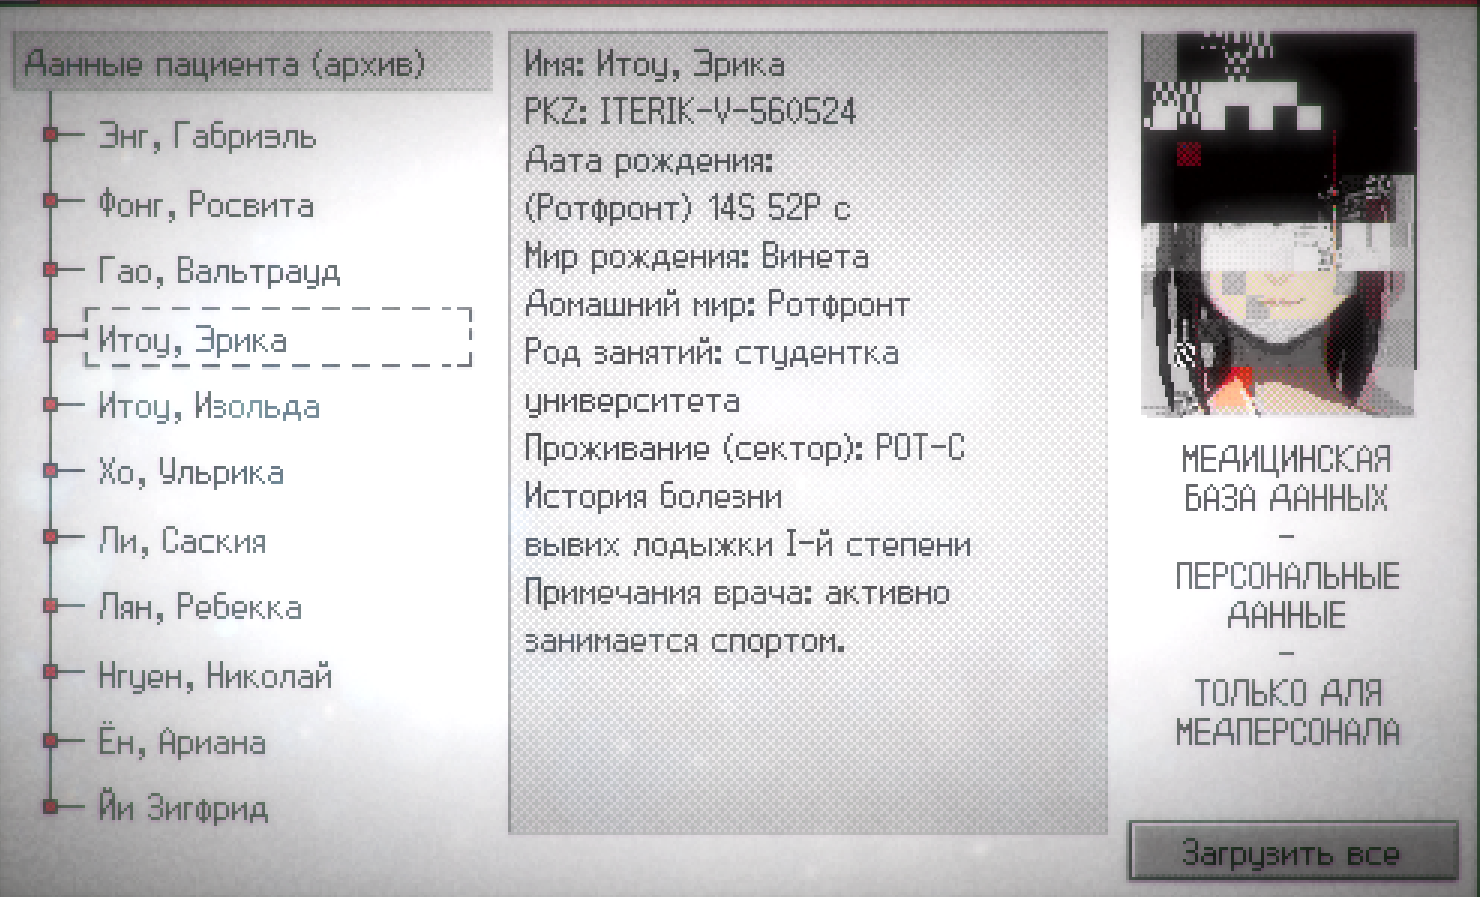 Данные пациента (архив)
Энг, Габриэль
Фонг, Росвита
Гао, Вальтрауд
Итоу, Эрика
Итоу, Изольда
Хо, Ульрика
Ли, Саския
Лян, Ребекка
Нгуен, Николай
Ён, Ариана
Йи Зигфрид
Имя: Итоу, Эрика
PKZ: ITERIK-V-560524
Дата рождения:
(Ротфронт) 14S 52P c
Мир рождения: Винета
Домашний мир: Ротфронт
Род занятий: студентка
университета
Проживание (сектор): РОТ-С
История болезни
вывих лодыжки I-й степени
Примечания врача: активно
занимается спортом.
МЕДИЦИНСКАЯ
БАЗА ДАННЫХ
–
ПЕРСОНАЛЬНЫЕ
ДАННЫЕ
–
ТОЛЬКО ДЛЯ
МЕДПЕРСОНАЛА
Загрузить все